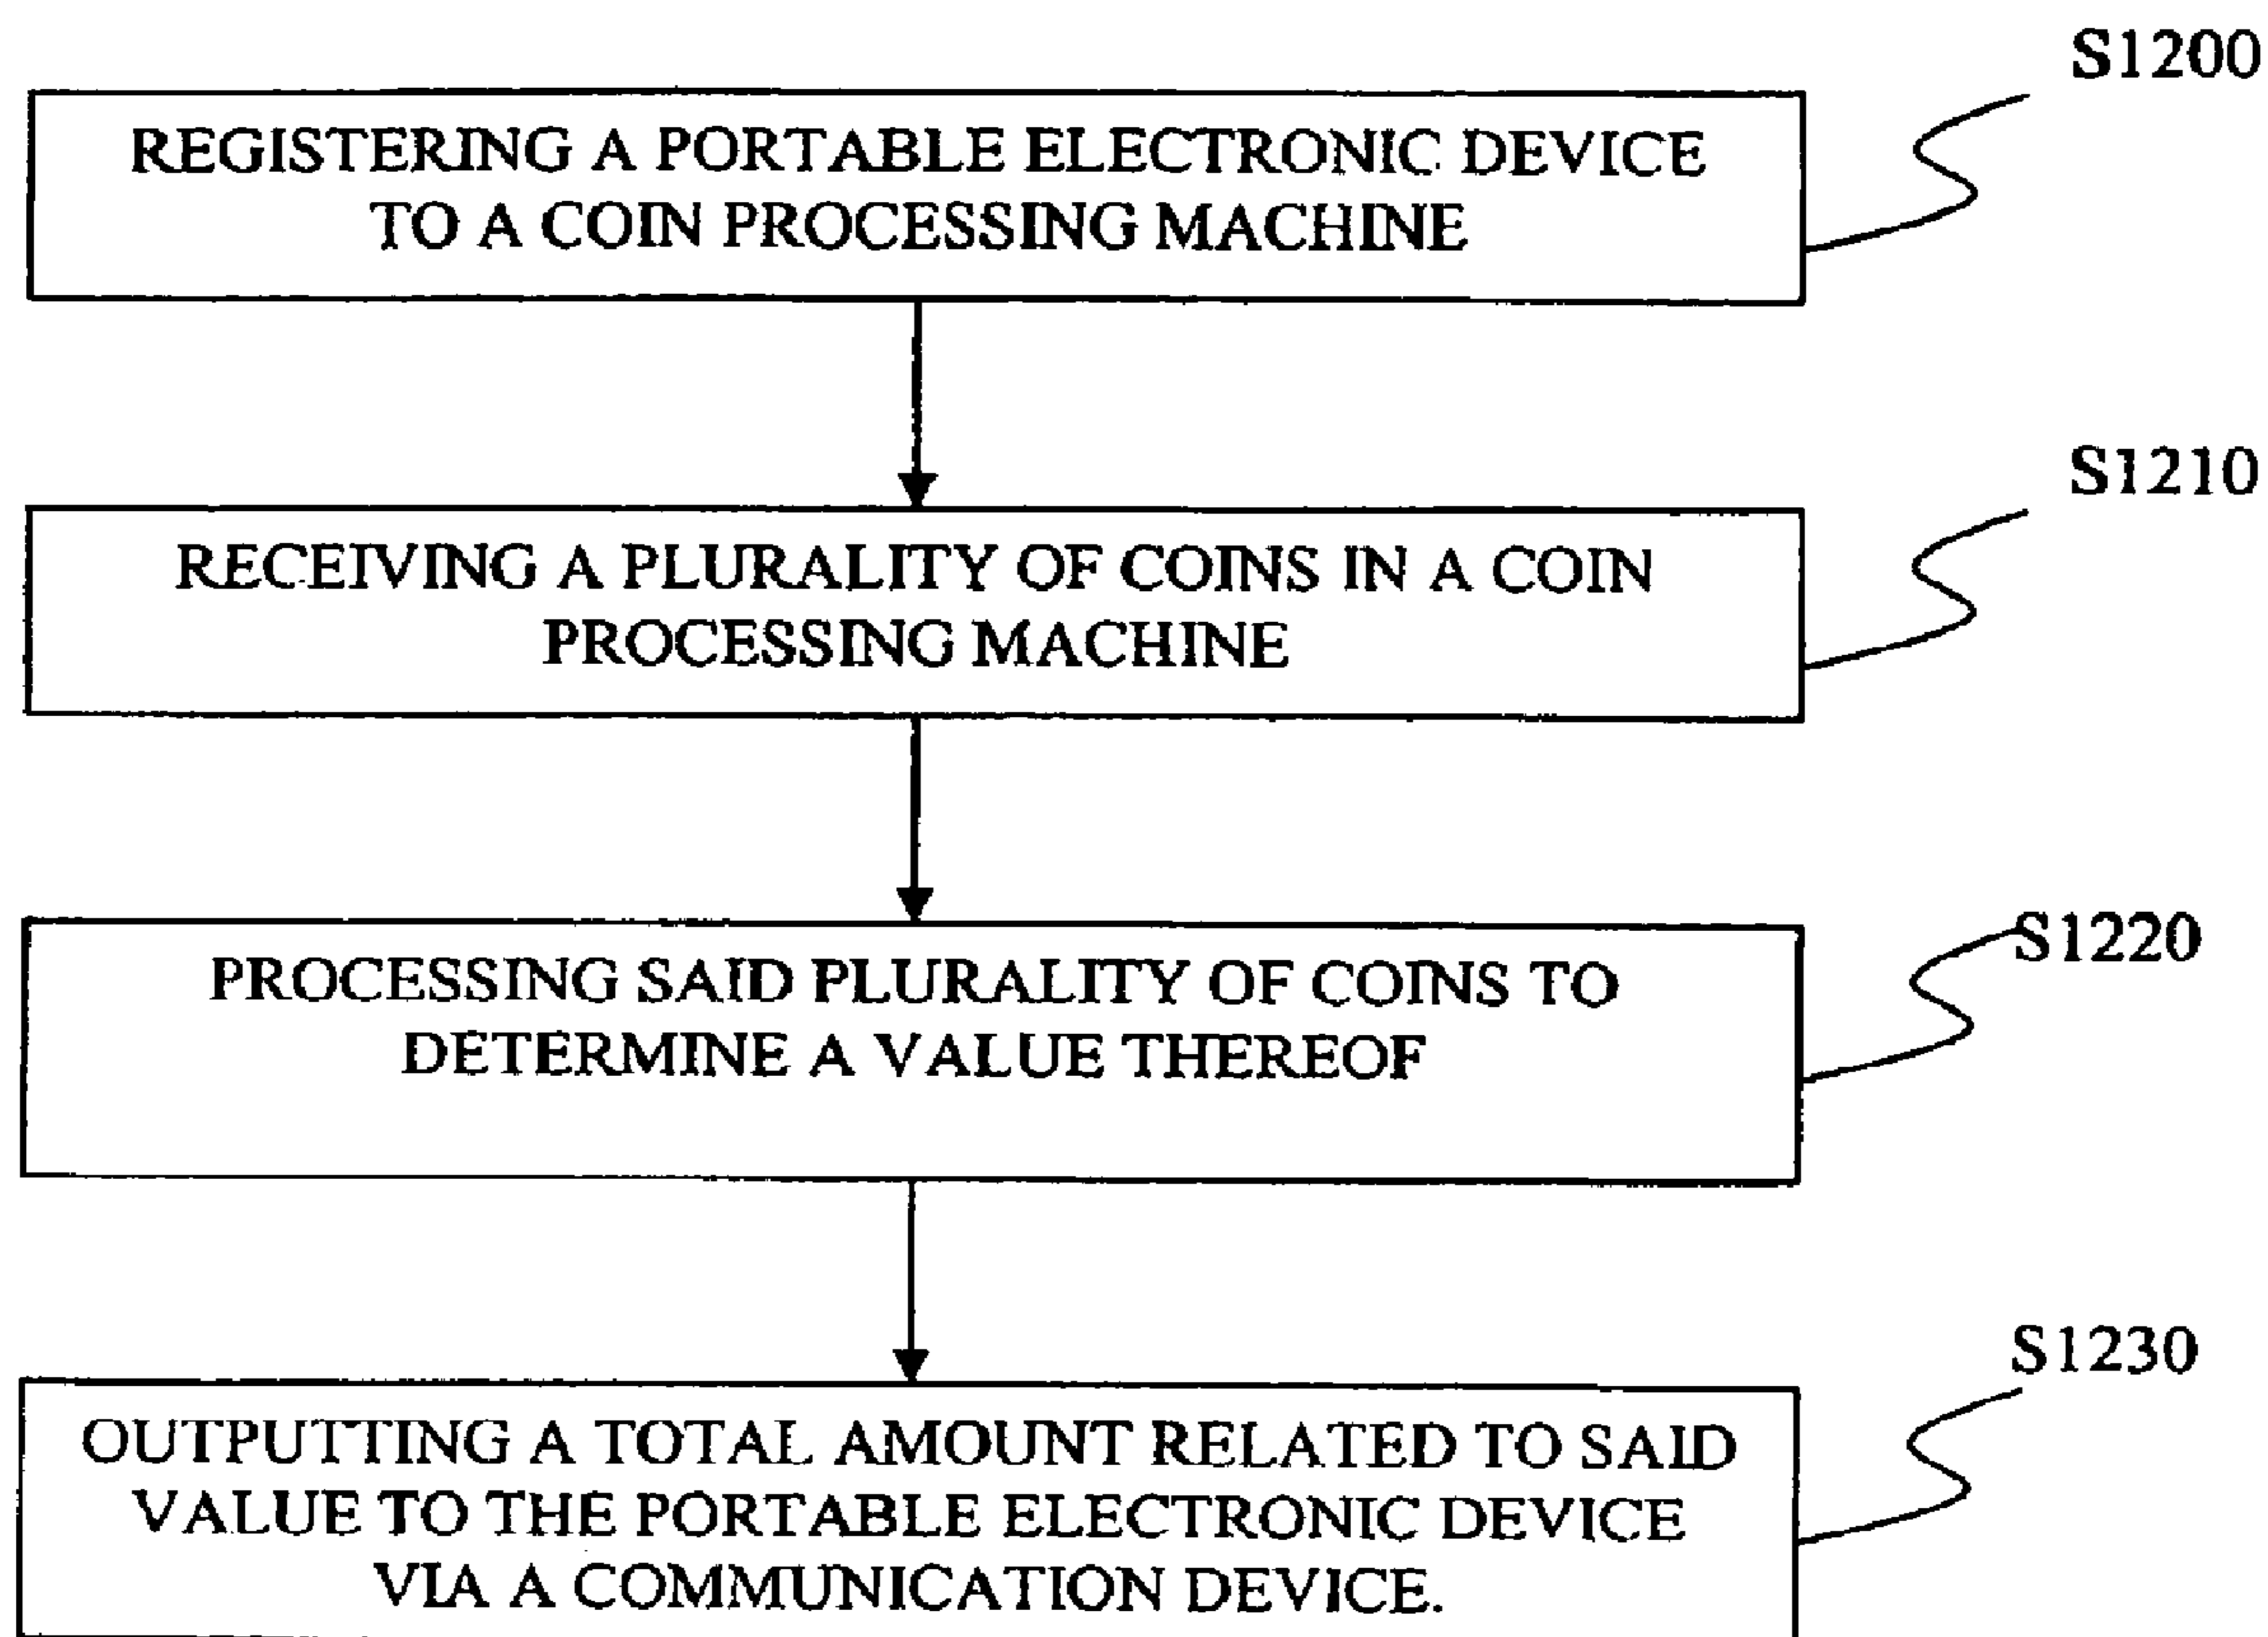 S1200
REGISTERING A PORTABLE ELECTRONIC DEVICE
TO A COIN PROCESSING MACHINE
S1210
RECEIVING A PLURALITY OF COINS IN A COIN
PROCESSING MACHINE
S1220
PROCESSING SAID PLURALITY OF COINS TO
DETERMINE A VALUE THEREOF
S1230
OUTPUTTING A TOTAL AMOUNT RELATED TO SAID
VALUE TO THE PORTABLE ELECTRONIC DEVICE
VIA A COMMUNICATION DEVICE.